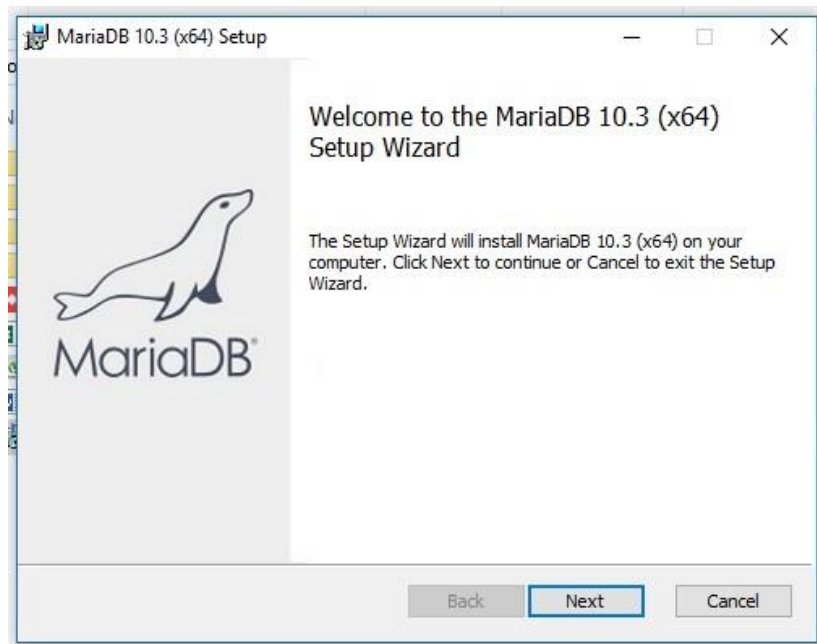 MariaDB 10.3 (x64) Setup
Welcome to the MariaDB 10.3 (x64)
Setup Wizard
The Setup Wizard will install MariaDB 10.3 (x64) on your
computer. Click Next to continue or Cancel to exit the Setup
Wizard.
MariaDB®
Back
Next
Cancel